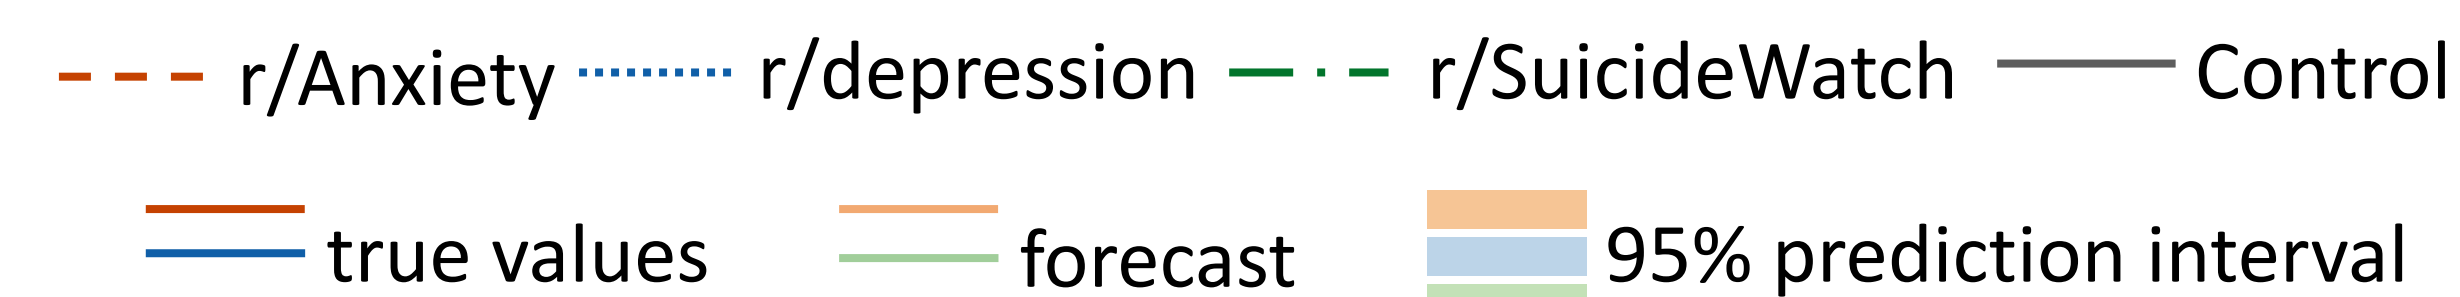 r/Anxiety r/depression r/SuicideWatch Control
true values forecast 95% prediction interval